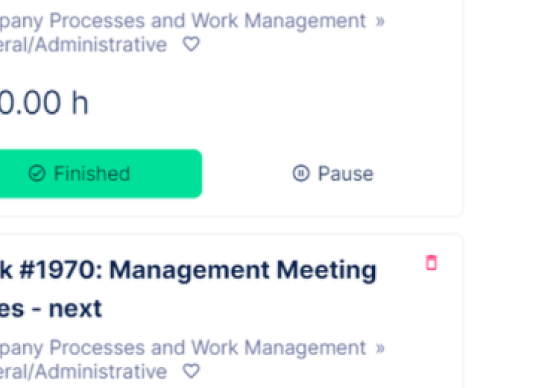 pany Processes and Work Management »
eral/Administrative
0.00 h
Finished
Pause
k #1970: Management Meeting
es - next
pany Processes and Work Management »
eral/Administrative